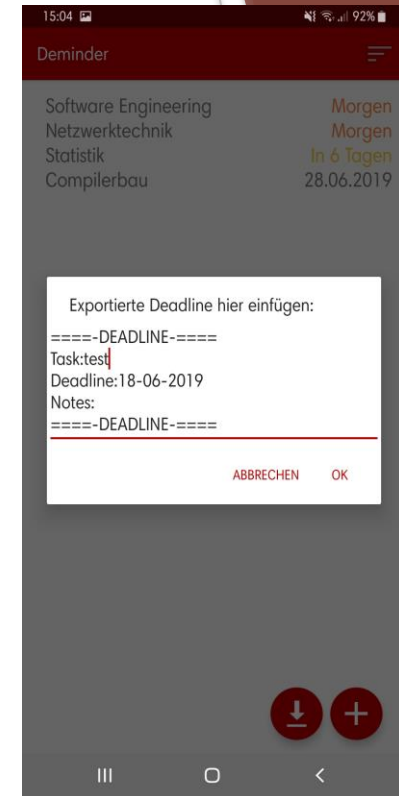 15:04 92%
Deminder
Software Engineering Morgen
Netzwerktechnik Morgen
Statistik In 6 Tagen
Compilerbau 28.06.2019
Exportierte Deadline hier einfügen:
====-DEADLINE-====
Task:test
Deadline:18-06-2019
Notes:
====-DEADLINE-====
ABBRECHEN OK